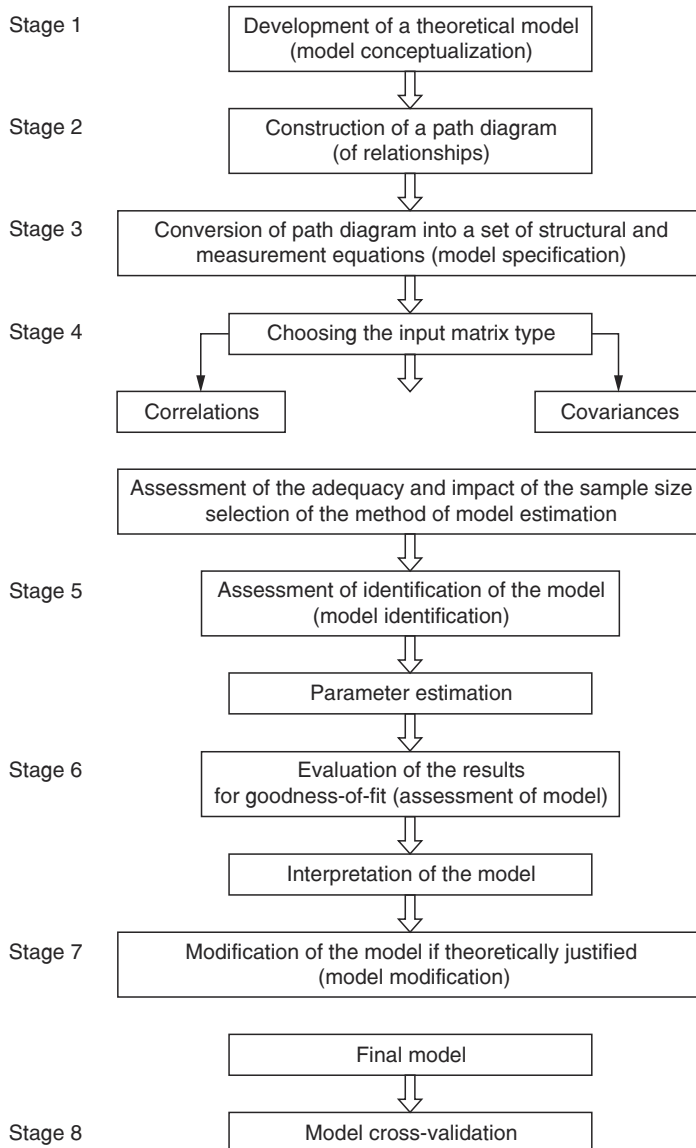 Stage 1
Development of a theoretical model
(model conceptualization)
Stage 2
Construction of a path diagram
(of relationships)
Stage 3
Conversion of path diagram into a set of structural and
measurement equations (model specification)
Stage 4
Choosing the input matrix type
Correlations
Covariances
Assessment of the adequacy and impact of the sample size
selection of the method of model estimation
Stage 5
Assessment of identification of the model
(model identification)
Parameter estimation
Stage 6
Evaluation of the results
for goodness-of-fit (assessment of model)
Interpretation of the model
Stage 7
Modification of the model if theoretically justified
(model modification)
Final model
Stage 8
Model cross-validation